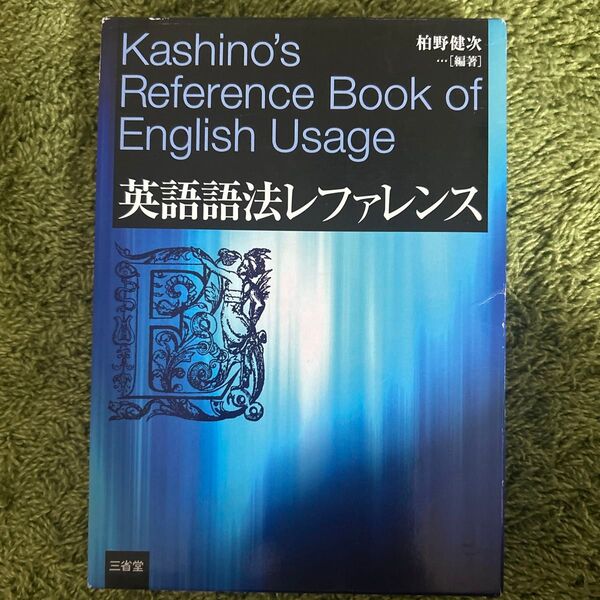 Kashino's
Reference Book of
English Usage
柏野健次
…[編著]
英語語法レファレンス
E
三省堂